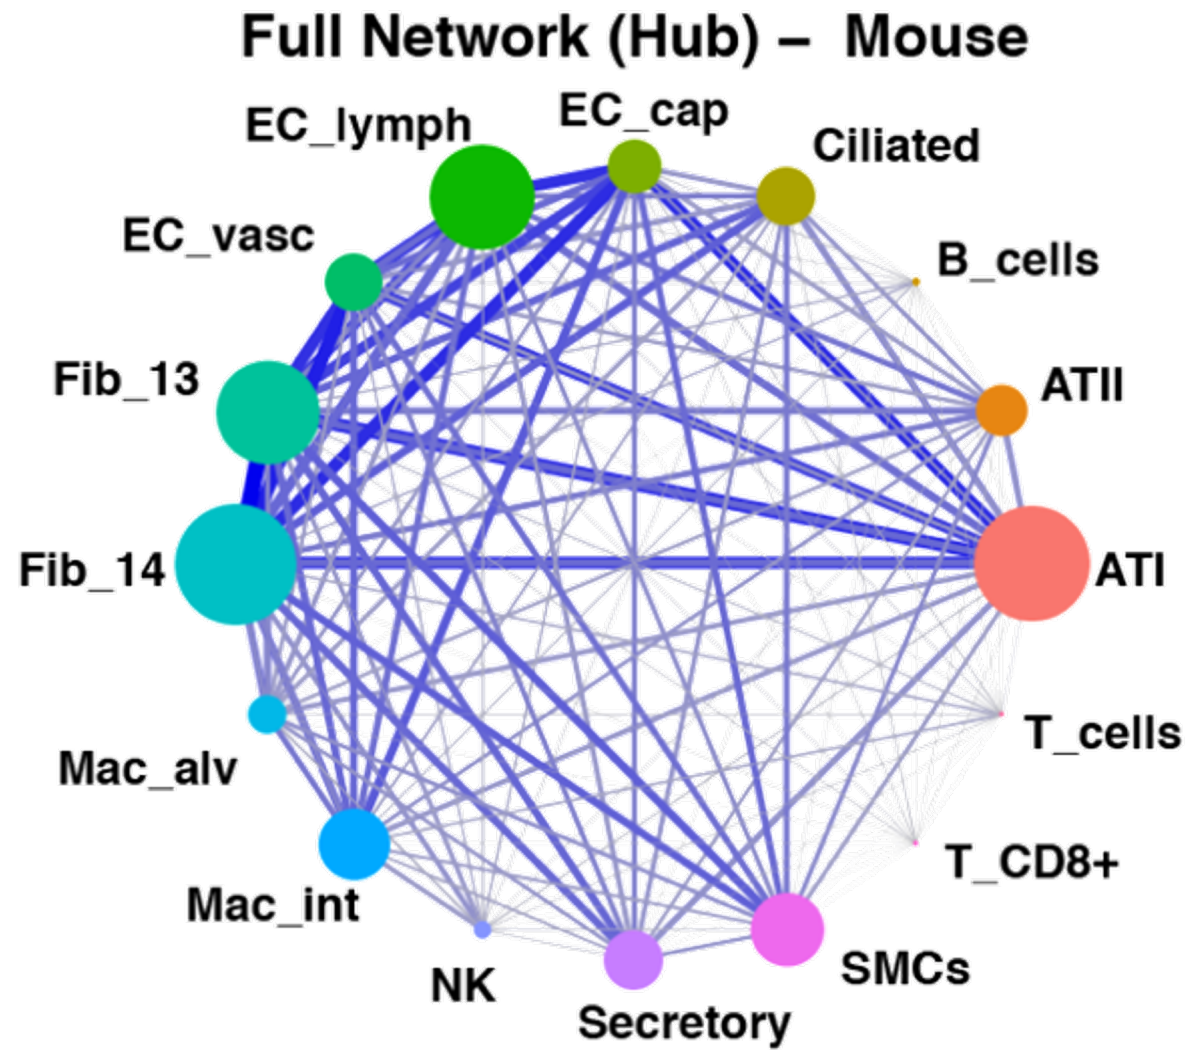 Full Network (Hub) – Mouse
EC_cap
EC_lymph
Ciliated
EC_vasc
B_cells
Fib_13
ATII
Fib_14
ATI
T_cells
Mac_alv
T_CD8+
Mac_int
SMCs
NK
Secretory